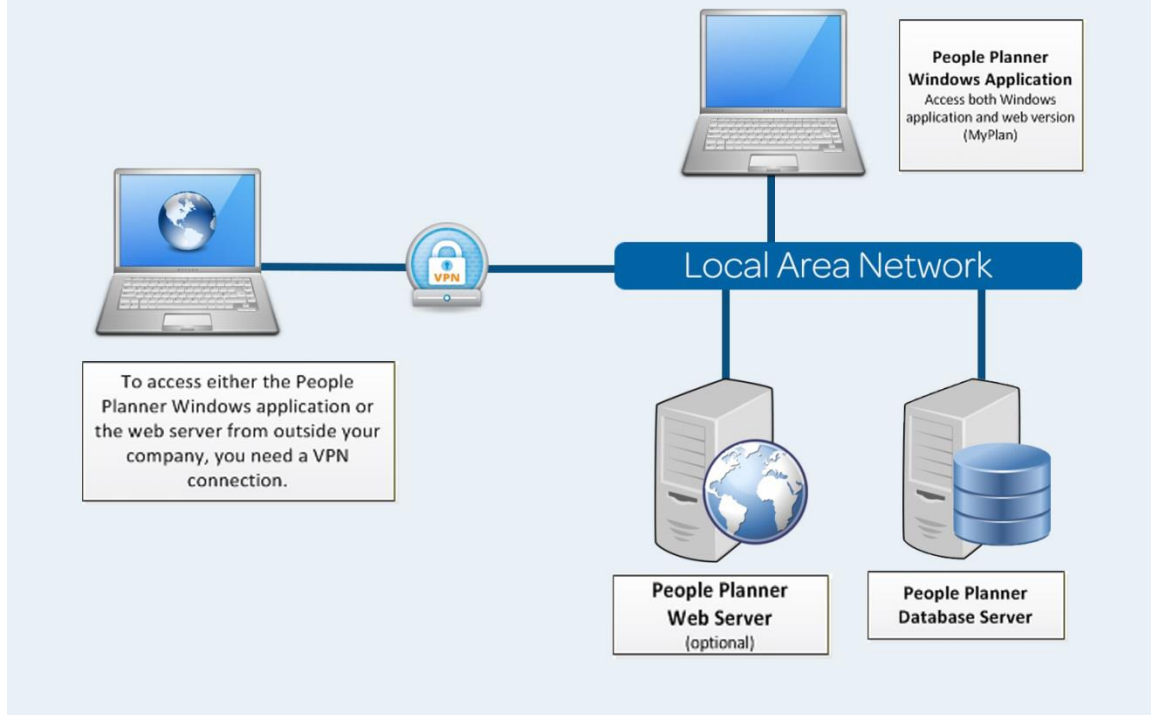 People Planner
Windows Application
Access both Windows
application and web version
(MyPlan)
VPN
Local Area Network
To access either the People
Planner Windows application or
the web server from outside your
company, you need a VPN
connection.
People Planner
Web Server
(optional)
People Planner
Database Server